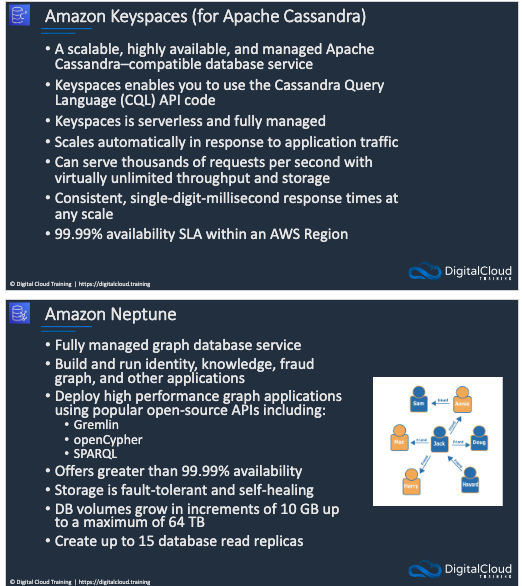 Amazon Keyspaces (for Apache Cassandra)
• A scalable, highly available, and managed Apache
Cassandra–compatible database service
• Keyspaces enables you to use the Cassandra Query
Language (CQL) API code
• Keyspaces is serverless and fully managed
• Scales automatically in response to application traffic
• Can serve thousands of requests per second with
virtually unlimited throughput and storage
• Consistent, single-digit-millisecond response times at
any scale
• 99.99% availability SLA within an AWS Region
DigitalCloud
TRAINING
© Digital Cloud Training | https://digitalcloud.training
Amazon Neptune
• Fully managed graph database service
• Build and run identity, knowledge, fraud
graph, and other applications
• Deploy high performance graph applications
using popular open-source APIs including:
• Gremlin
• openCypher
• SPARQL
• Offers greater than 99.99% availability
• Storage is fault-tolerant and self-healing
• DB volumes grow in increments of 10 GB up
to a maximum of 64 TB
• Create up to 15 database read replicas
Sam
friend
Anna
friend
Mac
friend
Jack
friend
Doug
friend
Harry
Havard
DigitalCloud
TRAINING
© Digital Cloud Training | https://digitalcloud.training